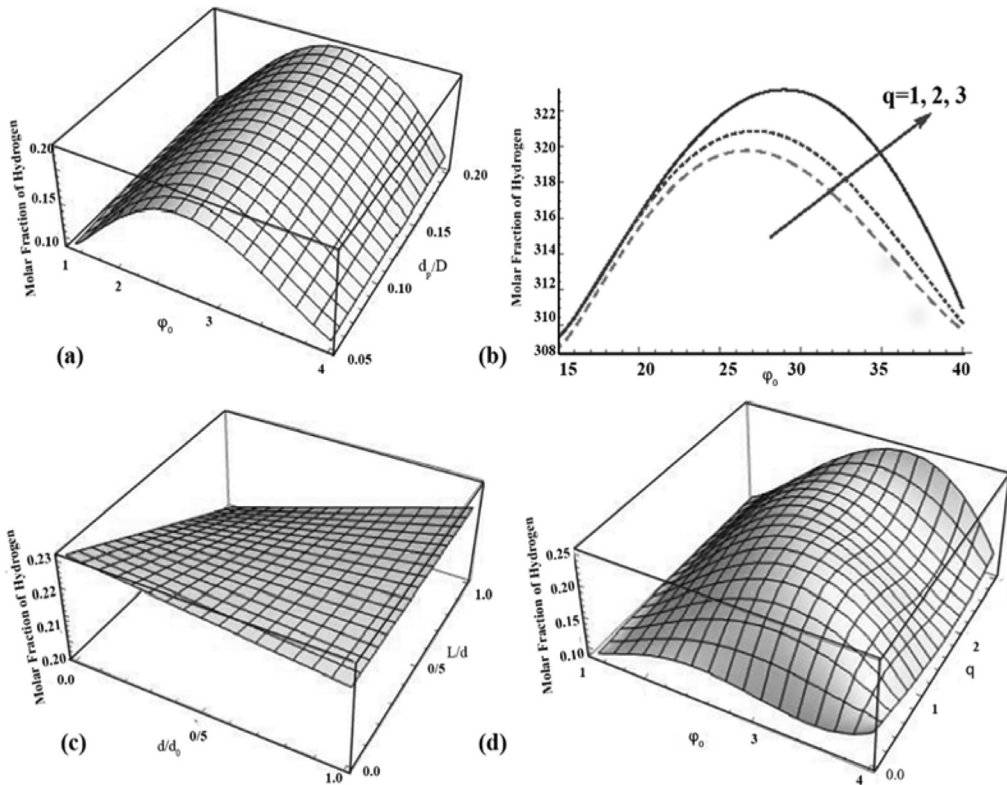 Molar Fraction of Hydrogen
0.20
0.15
0.10
1
2
3
4
φ₀
0.05
0.10
0.15
0.20
dₚ/D
(a)
Molar Fraction of Hydrogen
322
320
318
316
314
312
310
308
15
20
25
30
35
40
φ₀
q=1, 2, 3
(b)
Molar Fraction of Hydrogen
0.23
0.22
0.21
0.20
0.0
0/5
1.0
d/d₀
0.0
0/5
1.0
L/d
(c)
Molar Fraction of Hydrogen
0.25
0.20
0.15
0.10
1
3
4
φ₀
0.0
1
2
q
(d)